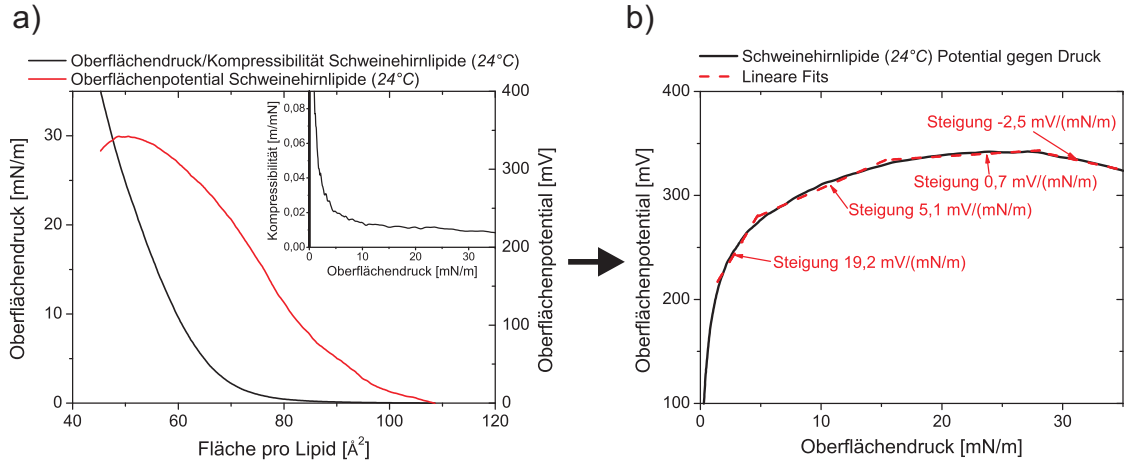 a)
Oberflächendruck/Kompressibilität Schweinehirnlipide (24°C)
Oberflächenpotential Schweinehirnlipide (24°C)
Oberflächendruck [mN/m]
30
20
10
0
40
60
80
100
120
Fläche pro Lipid [Å²]
400
300
200
100
0
Oberflächenpotential [mV]
Kompressibilität [m/mN]
0,08
0,06
0,04
0,02
0,00
0
10
20
30
Oberflächendruck [mN/m]
b)
Schweinehirnlipide (24°C) Potential gegen Druck
Lineare Fits
Oberflächenpotential [mV]
400
300
200
100
Steigung -2,5 mV/(mN/m)
Steigung 0,7 mV/(mN/m)
Steigung 5,1 mV/(mN/m)
Steigung 19,2 mV/(mN/m)
0
10
20
30
Oberflächendruck [mN/m]